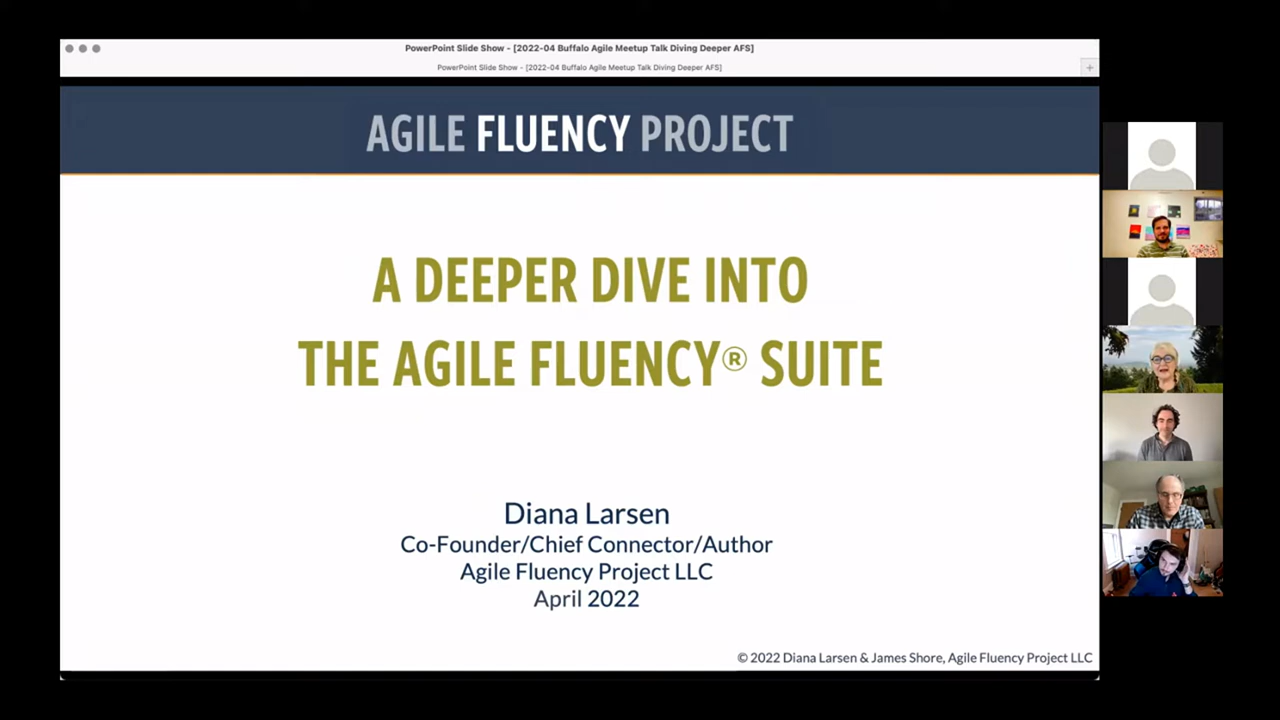 PowerPoint Slide Show - [2022-04 Buffalo Agile Meetup Talk Diving Deeper AFS]
PowerPoint Slide Show - [2022-04 Buffalo Agile Meetup Talk Diving Deeper AFS]
AGILE FLUENCY PROJECT
A DEEPER DIVE INTO
THE AGILE FLUENCY® SUITE
Diana Larsen
Co-Founder/Chief Connector/Author
Agile Fluency Project LLC
April 2022
© 2022 Diana Larsen & James Shore, Agile Fluency Project LLC